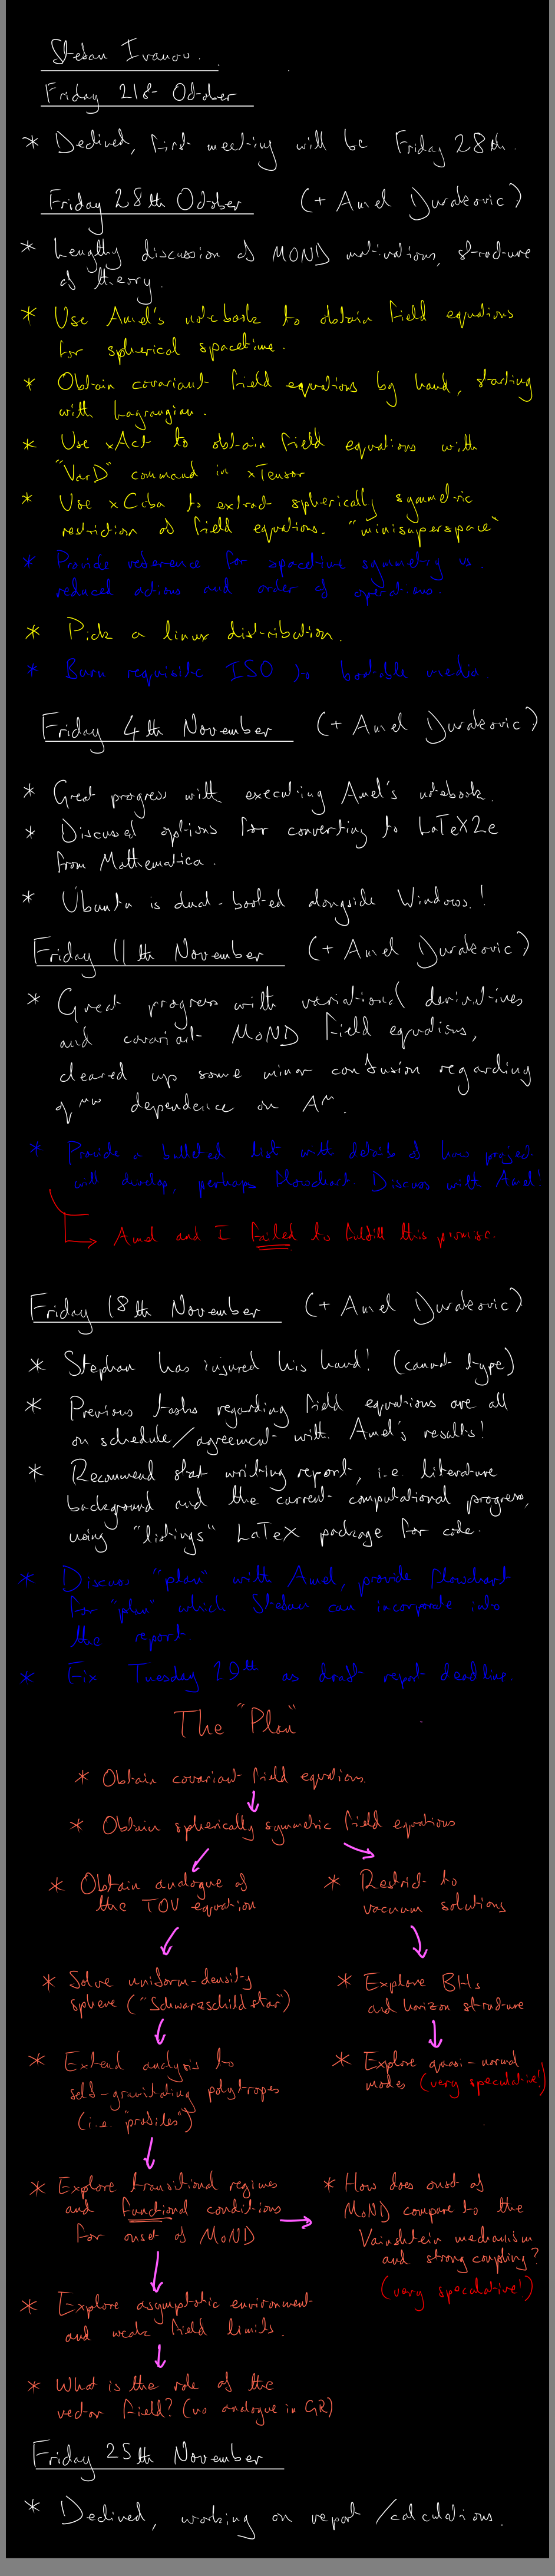 Stefan Ivanov.
Friday 21st October
* Declined, first meeting will be Friday 28th.
Friday 28th October (+ Amel Durakovic)
* Lengthy discussion of MOND motivations, structure
of theory.
* Use Amel's notebook to obtain field equations
for spherical spacetime.
* Obtain covariant field equations by hand, starting
with Lagrangian.
* Use xAct to obtain field equations with
"VarD" command in xTensor
* Use xCoba to extract spherically symmetric
restriction of field equations. "minisuperspace"
* Provide reference for spacetime symmetry vs.
reduced actions and order of operations.
* Pick a linux distribution.
* Burn requisite ISO to bootable media
Friday 4th November (+ Amel Durakovic)
* Great progress with executing Amel's notebook.
* Discussed options for converting to LaTeX2e
from Mathematica.
* Ubuntu is dual-booted alongside Windows!
Friday 11th November (+ Amel Durakovic)
* Great progress with variational derivatives
and covariant MOND field equations,
cleared up some minor confusion regarding
q^μν dependence on A^μ.
* Provide a bulleted list with details of how project
will develop, perhaps flowchart. Discuss with Amel!
Amel and I failed to fulfill this promise.
Friday 18th November (+ Amel Durakovic)
* Stephan has injured his hand! (cannot type)
* Previous tasks regarding field equations are all
on schedule/agreement with Amel's results!
* Recommend start writing report, i.e. literature
background and the current computational progress,
using "listings" LaTeX package for code.
* Discuss "plan" with Amel, provide flowchart
for "plan" which Stefan can incorporate into
the report
* Fix Tuesday 29th as draft report deadline
The "Plan"
* Obtain covariant field equations.
* Obtain spherically symmetric field equations
* Obtain analogue of
the TOV equation
* Restrict to
vacuum solutions
* Solve uniform-density
sphere ("Schwarzschild star")
* Explore BHs
and horizon structure
* Extend analysis to
self-gravitating polytropes
(i.e. "profiles")
* Explore quasi-normal
modes (very speculative!)
* Explore transitional regimes
and functional conditions
for onset of MOND
* How does onset of
MOND compare to the
Vainshtein mechanism
and strong coupling?
(very speculative!)
* Explore asymptotic environment
and weak field limits.
* What is the role of the
vector field? (no analogue in GR)
Friday 25th November
* Declined, working on report/calculations.